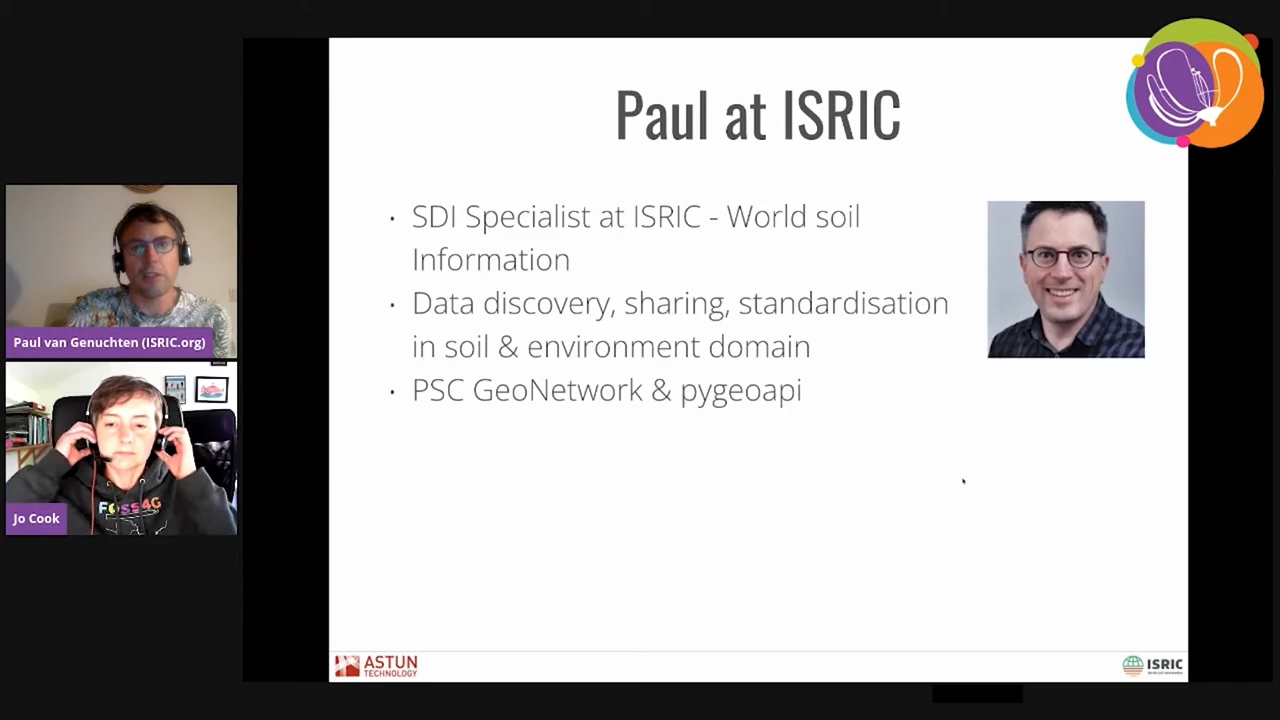 Paul at ISRIC
· SDI Specialist at ISRIC - World soil
Information
· Data discovery, sharing, standardisation
in soil & environment domain
· PSC GeoNetwork & pygeoapi
Paul van Genuchten (ISRIC.org)
FOSS4G
Jo Cook
ASTUN
TECHNOLOGY
ISRIC